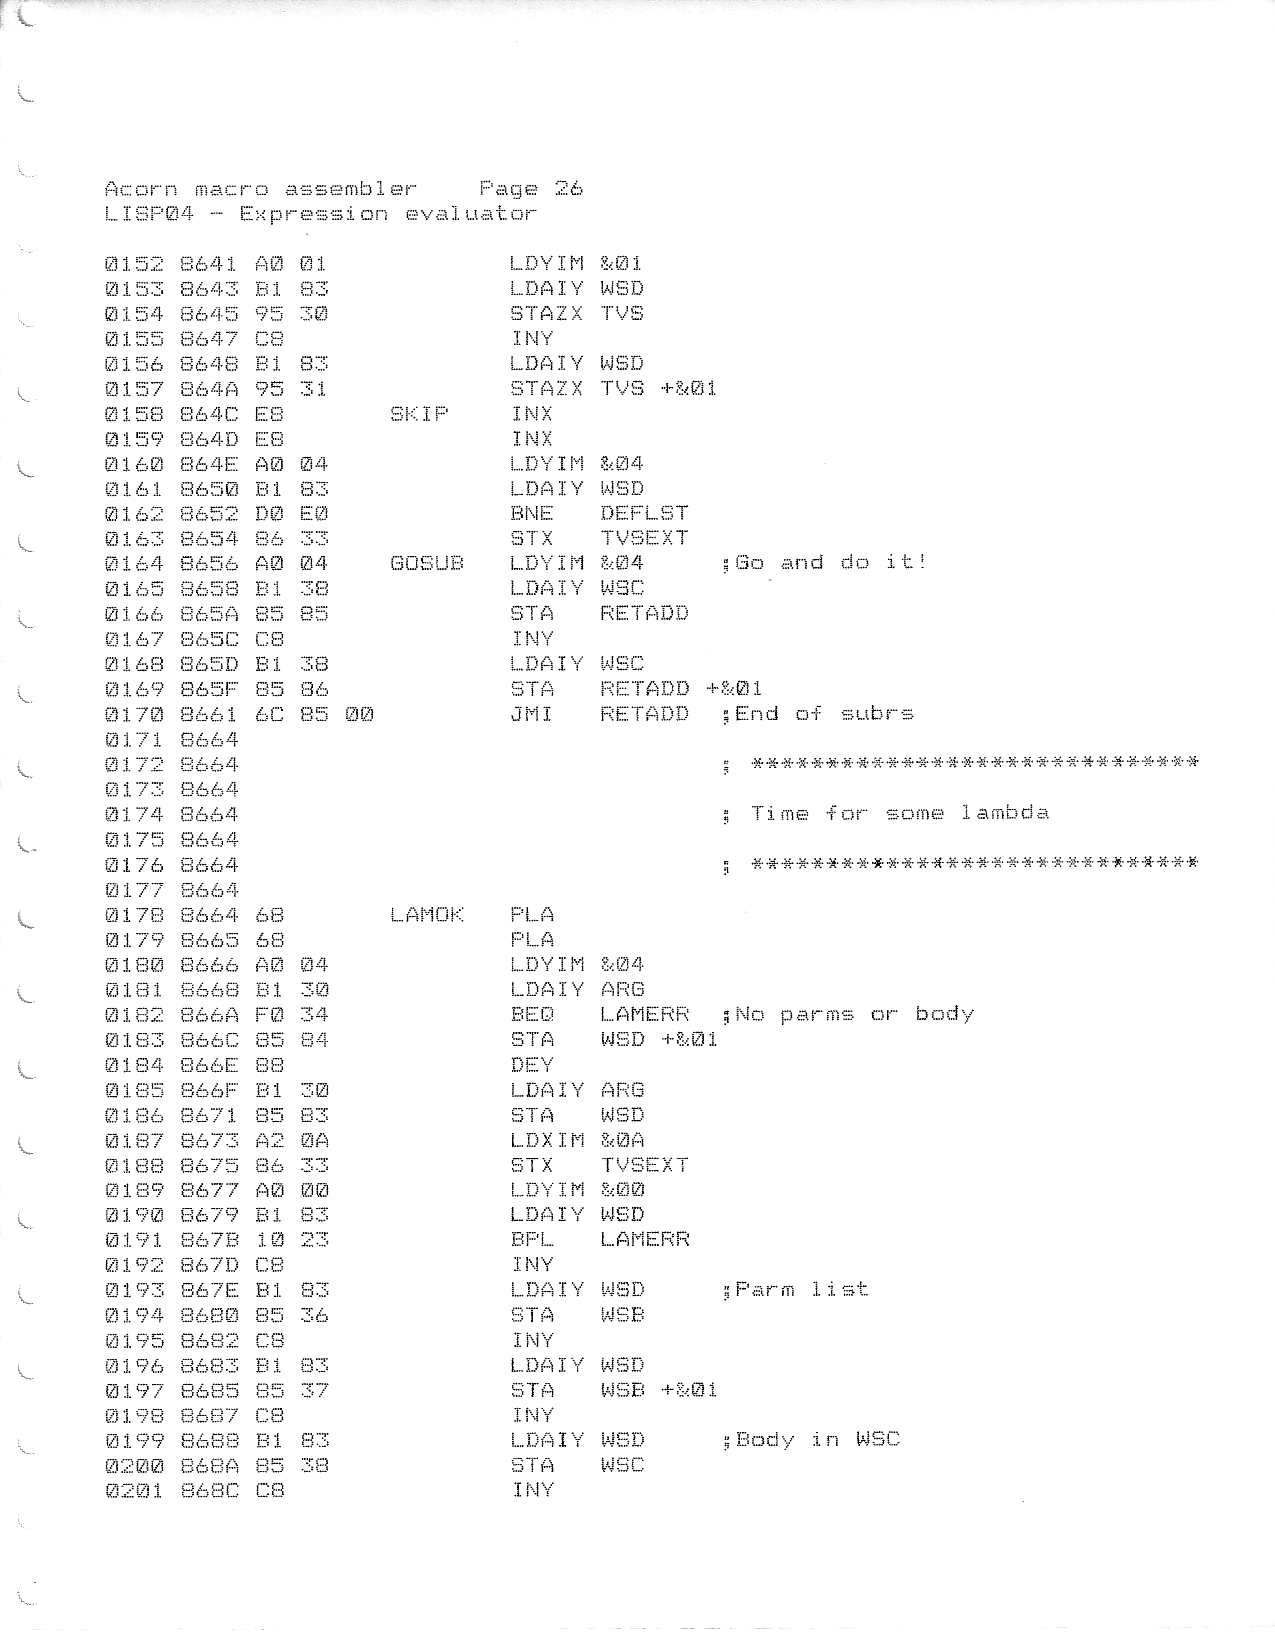 Acorn macro assembler    Page 26
LISP04 - Expression evaluator
0152 8641 A0 01            LDYIM &01
0153 8643 B1 83            LDAIY WSD
0154 8645 95 30            STAZX TVS
0155 8647 C8               INY
0156 8648 B1 83            LDAIY WSD
0157 864A 95 31            STAZX TVS +&01
0158 864C E8       SKIP    INX
0159 864D E8               INX
0160 864E A0 04            LDYIM &04
0161 8650 B1 83            LDAIY WSD
0162 8652 D0 E0            BNE   DEFLST
0163 8654 86 33            STX   TVSEXT
0164 8656 A0 04    GOSUB   LDYIM &04     ;Go and do it!
0165 8658 B1 38            LDAIY WSC
0166 865A 85 85            STA   RETADD
0167 865C C8               INY
0168 865D B1 38            LDAIY WSC
0169 865F 85 86            STA   RETADD +&01
0170 8661 6C 85 00         JMI   RETADD  ;End of subrs
0171 8664
0172 8664                                ; ******************************
0173 8664
0174 8664                                ; Time for some lambda
0175 8664
0176 8664                                ; ******************************
0177 8664
0178 8664 68       LAMOK   PLA
0179 8665 68               PLA
0180 8666 A0 04            LDYIM &04
0181 8668 B1 30            LDAIY ARG
0182 866A F0 34            BEQ   LAMERR  ;No parms or body
0183 866C 85 84            STA   WSD +&01
0184 866E 88               DEY
0185 866F B1 30            LDAIY ARG
0186 8671 85 83            STA   WSD
0187 8673 A2 0A            LDXIM &0A
0188 8675 86 33            STX   TVSEXT
0189 8677 A0 00            LDYIM &00
0190 8679 B1 83            LDAIY WSD
0191 867B 10 23            BPL   LAMERR
0192 867D C8               INY
0193 867E B1 83            LDAIY WSD     ;Parm list
0194 8680 85 36            STA   WSB
0195 8682 C8               INY
0196 8683 B1 83            LDAIY WSD
0197 8685 85 37            STA   WSB +&01
0198 8687 C8               INY
0199 8688 B1 83            LDAIY WSD     ;Body in WSC
0200 868A 85 38            STA   WSC
0201 868C C8               INY